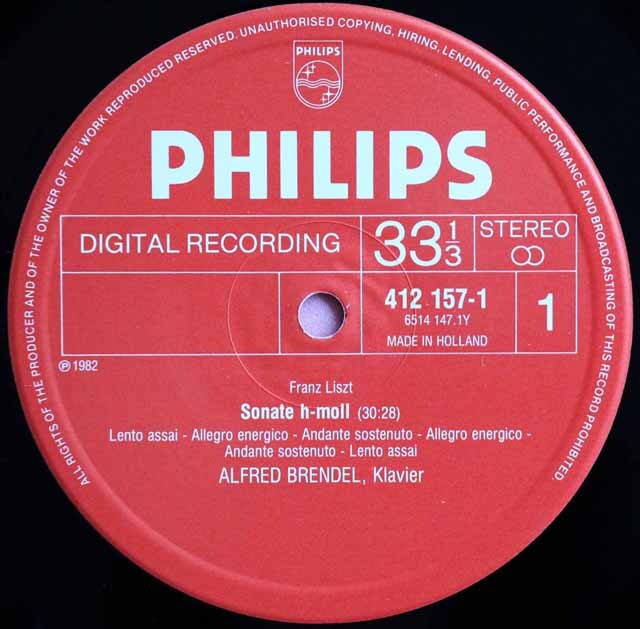 ALL RIGHTS OF THE PRODUCER AND OF THE OWNER OF THE WORK REPRODUCED RESERVED. UNAUTHORISED COPYING, HIRING, LENDING, PUBLIC PERFORMANCE AND BROADCASTING OF THIS RECORD PROHIBITED
PHILIPS
PHILIPS
DIGITAL RECORDING
33 1/3
STEREO
412 157-1
6514 147.1Y
MADE IN HOLLAND
1
℗ 1982
Franz Liszt
Sonate h-moll (30:28)
Lento assai - Allegro energico - Andante sostenuto - Allegro energico -
Andante sostenuto - Lento assai
ALFRED BRENDEL, Klavier